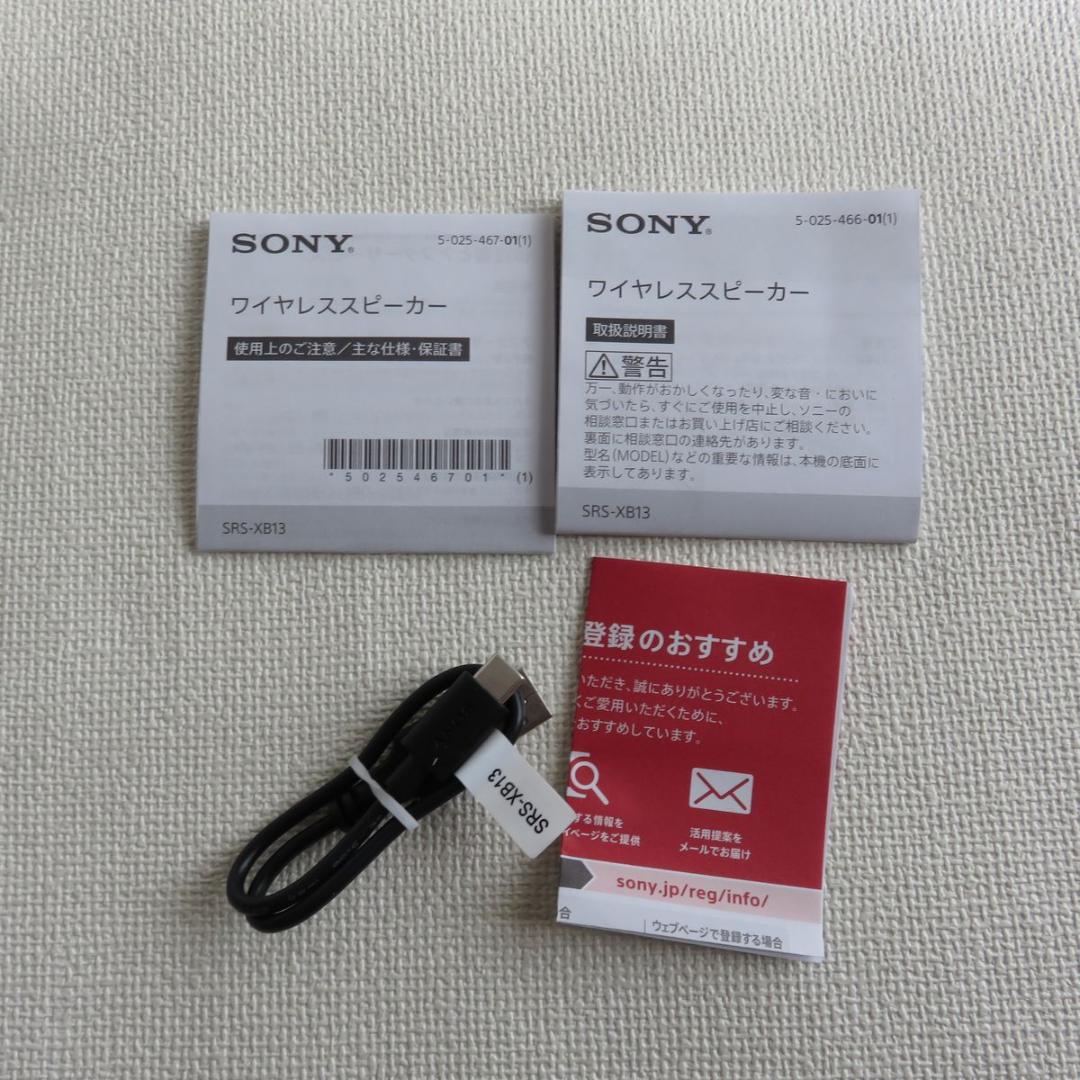 SONY®
5-025-467-01(1)
ワイヤレススピーカー
使用上のご注意／主な仕様・保証書
*502546701*(1)
SRS-XB13
SONY®
5-025-466-01(1)
ワイヤレススピーカー
取扱説明書
警告
万一、動作がおかしくなったり、変な音・においに
気づいたら、すぐにご使用を中止し、ソニーの
相談窓口またはお買い上げ店にご相談ください。
裏面に相談窓口の連絡先があります。
型名(MODEL)などの重要な情報は、本機の底面に
表示してあります。
SRS-XB13
登録のおすすめ
いただき、誠にありがとうございます。
くご愛用いただくために、
おすすめしています。
する情報を
イページをご提供
活用提案を
メールでお届け
sony.jp/reg/info/
合
ウェブページで登録する場合
SONY
SRS-XB13